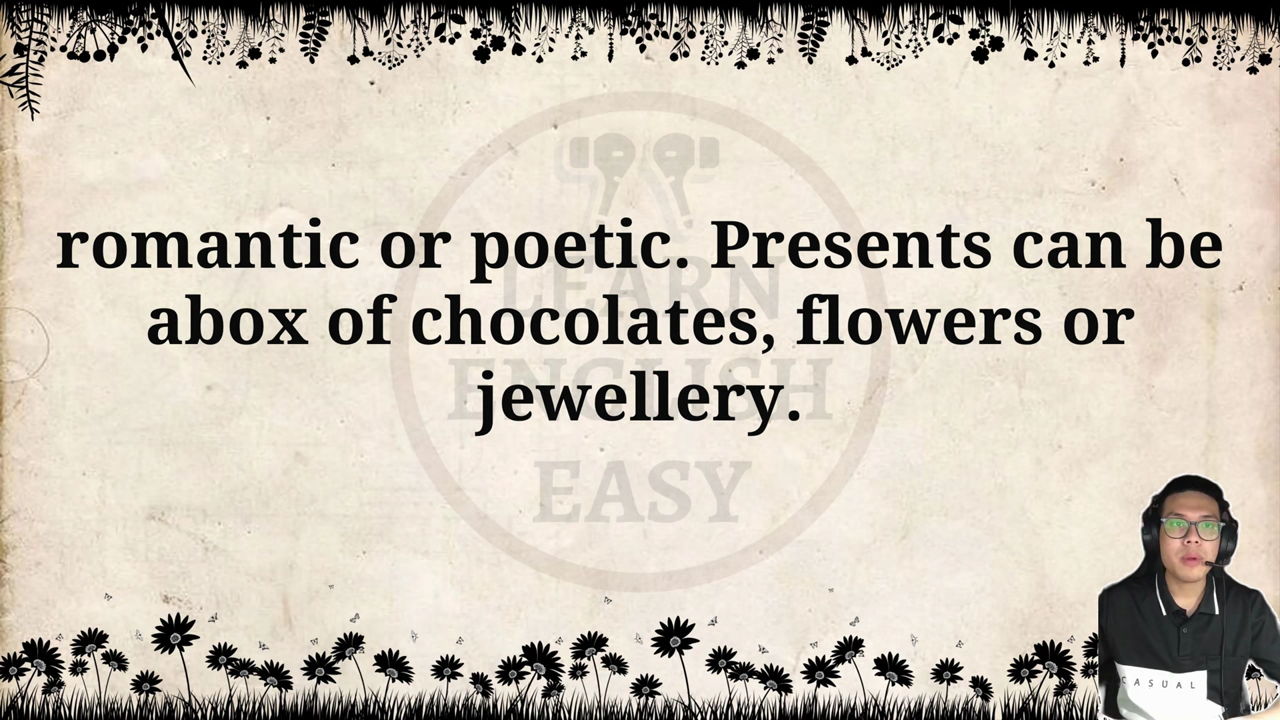 romantic or poetic. Presents can be
abox of chocolates, flowers or
jewellery.
LEARN
ENGLISH
EASY
CASUAL